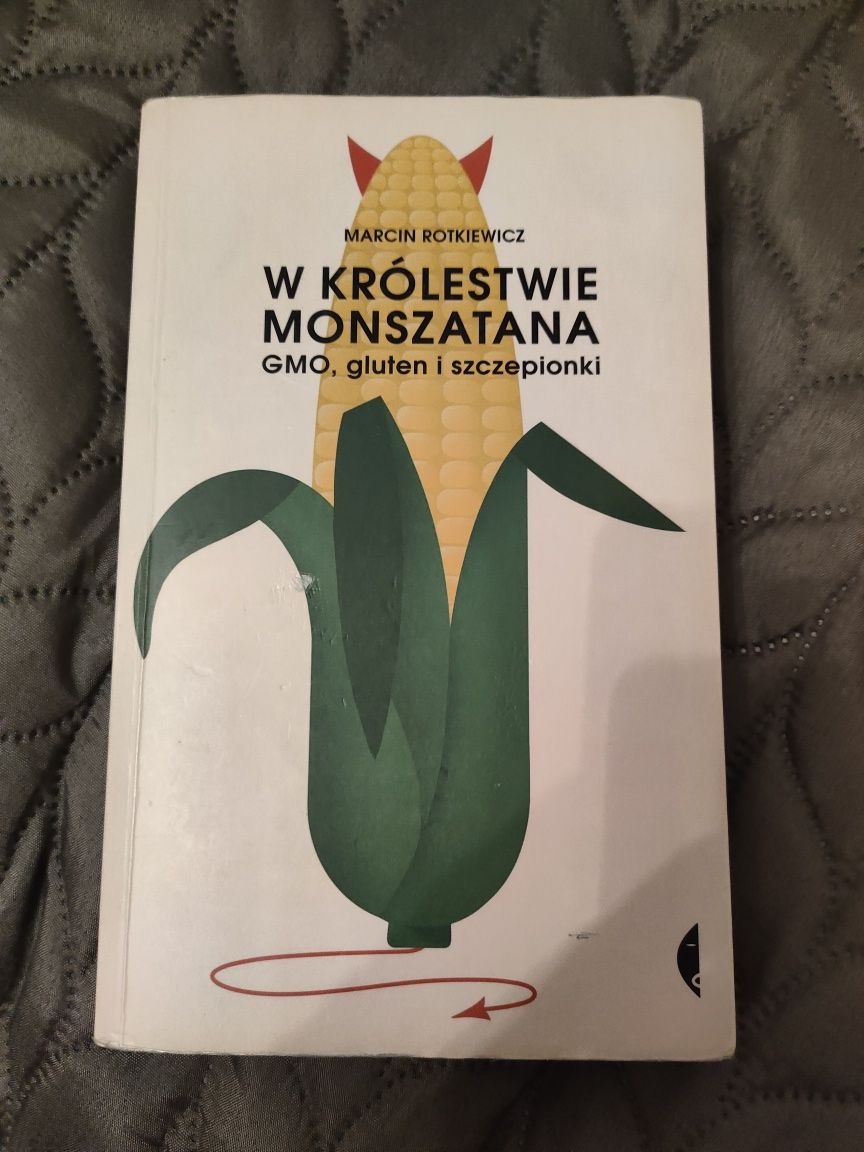 MARCIN ROTKIEWICZ
W KRÓLESTWIE
MONSZATANA
GMO, gluten i szczepionki